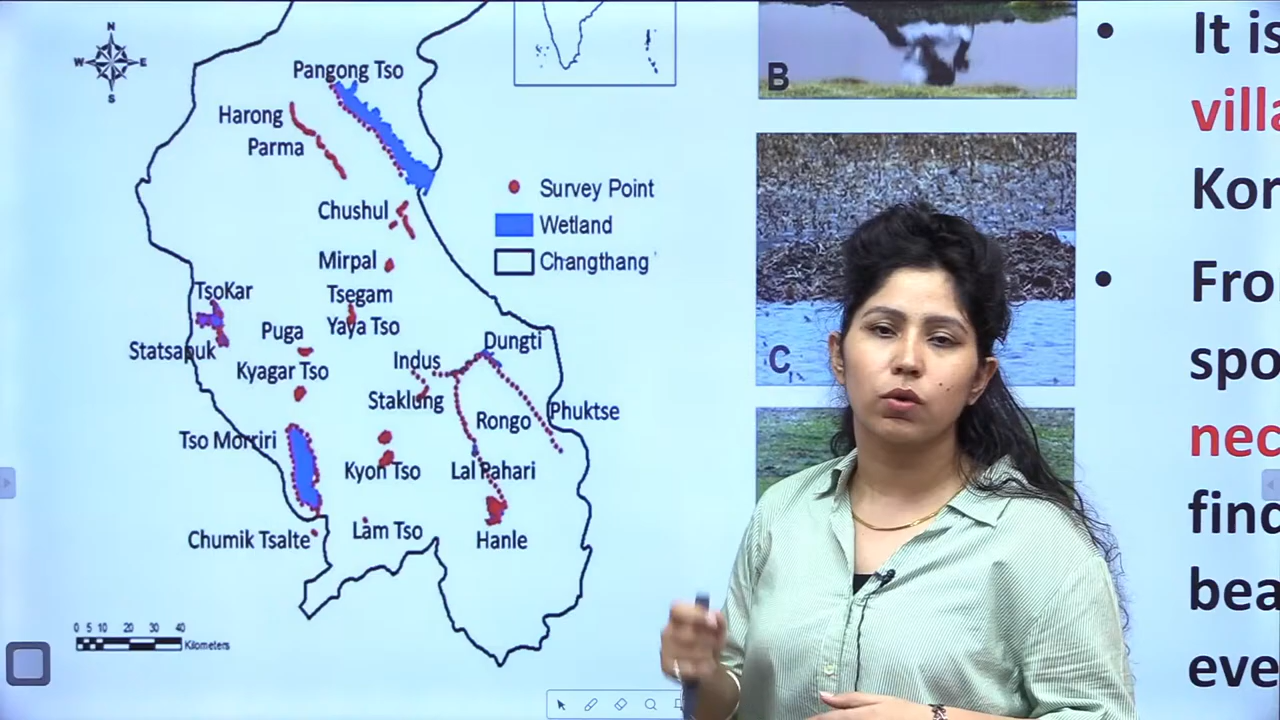 N
W
E
S
Pangong Tso
Harong
Parma
Chushul
Survey Point
Wetland
Changthang
Mirpal
TsoKar
Tsegam
Yaya Tso
Puga
Statsapuk
Kyagar Tso
Indus
Dungti
Staklung
Rongo
Phuktse
Tso Morriri
Kyon Tso
Lal Pahari
Chumik Tsalte
Lam Tso
Hanle
0 5 10 20 30 40
Kilometers
B
C
• It is
villa
Kor
• Fro
spo
nec
find
bea
eve